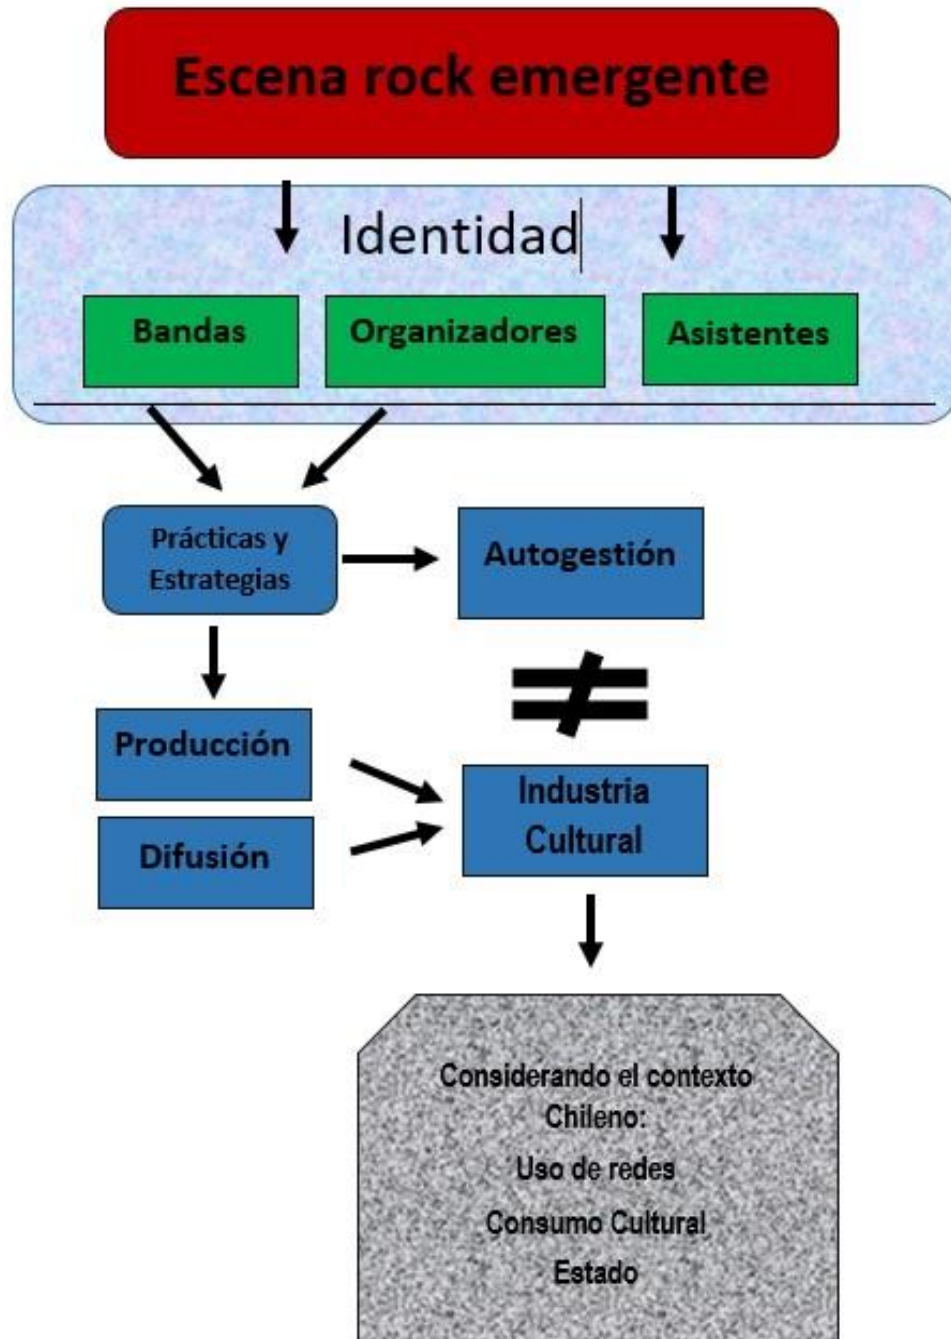 Escena rock emergente
Identidad
Bandas
Organizadores
Asistentes
Prácticas y
Estrategias
Autogestión
Producción
Difusión
Industria
Cultural
Considerando el contexto
Chileno:
Uso de redes
Consumo Cultural
Estado